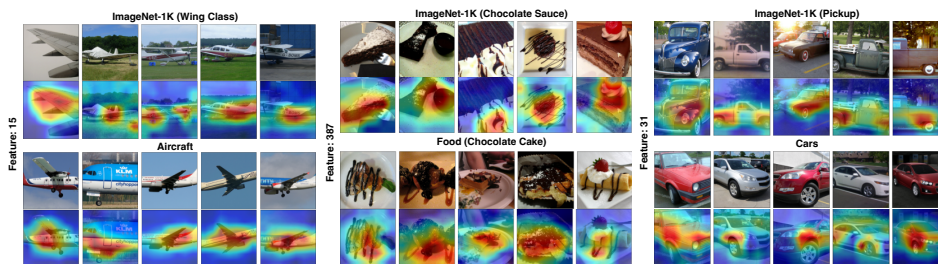 ImageNet-1K (Wing Class)
Feature: 15
Aircraft
KLM
cityhopper
ImageNet-1K (Chocolate Sauce)
Feature: 387
Food (Chocolate Cake)
ImageNet-1K (Pickup)
Feature: 31
Cars